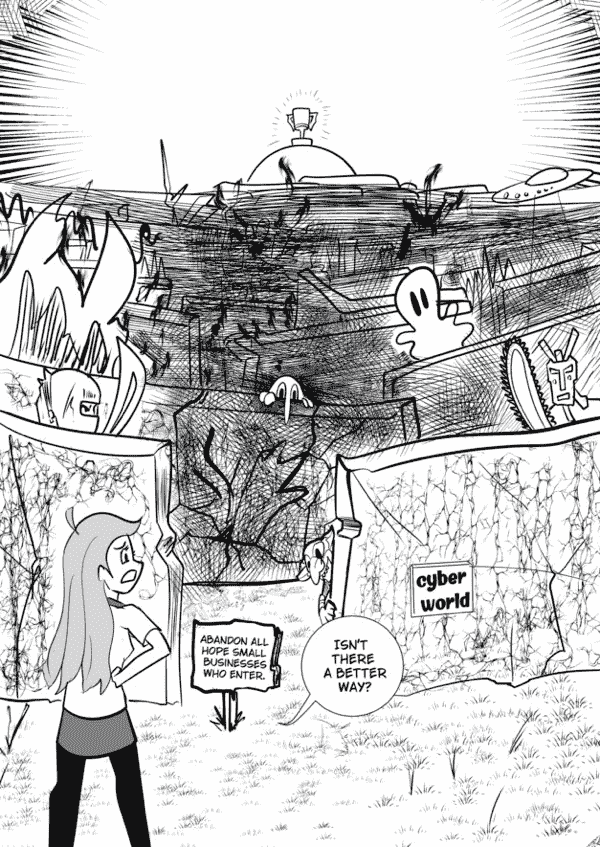 cyber
world
ABANDON ALL
HOPE SMALL
BUSINESSES
WHO ENTER.
ISN'T
THERE
A BETTER
WAY?